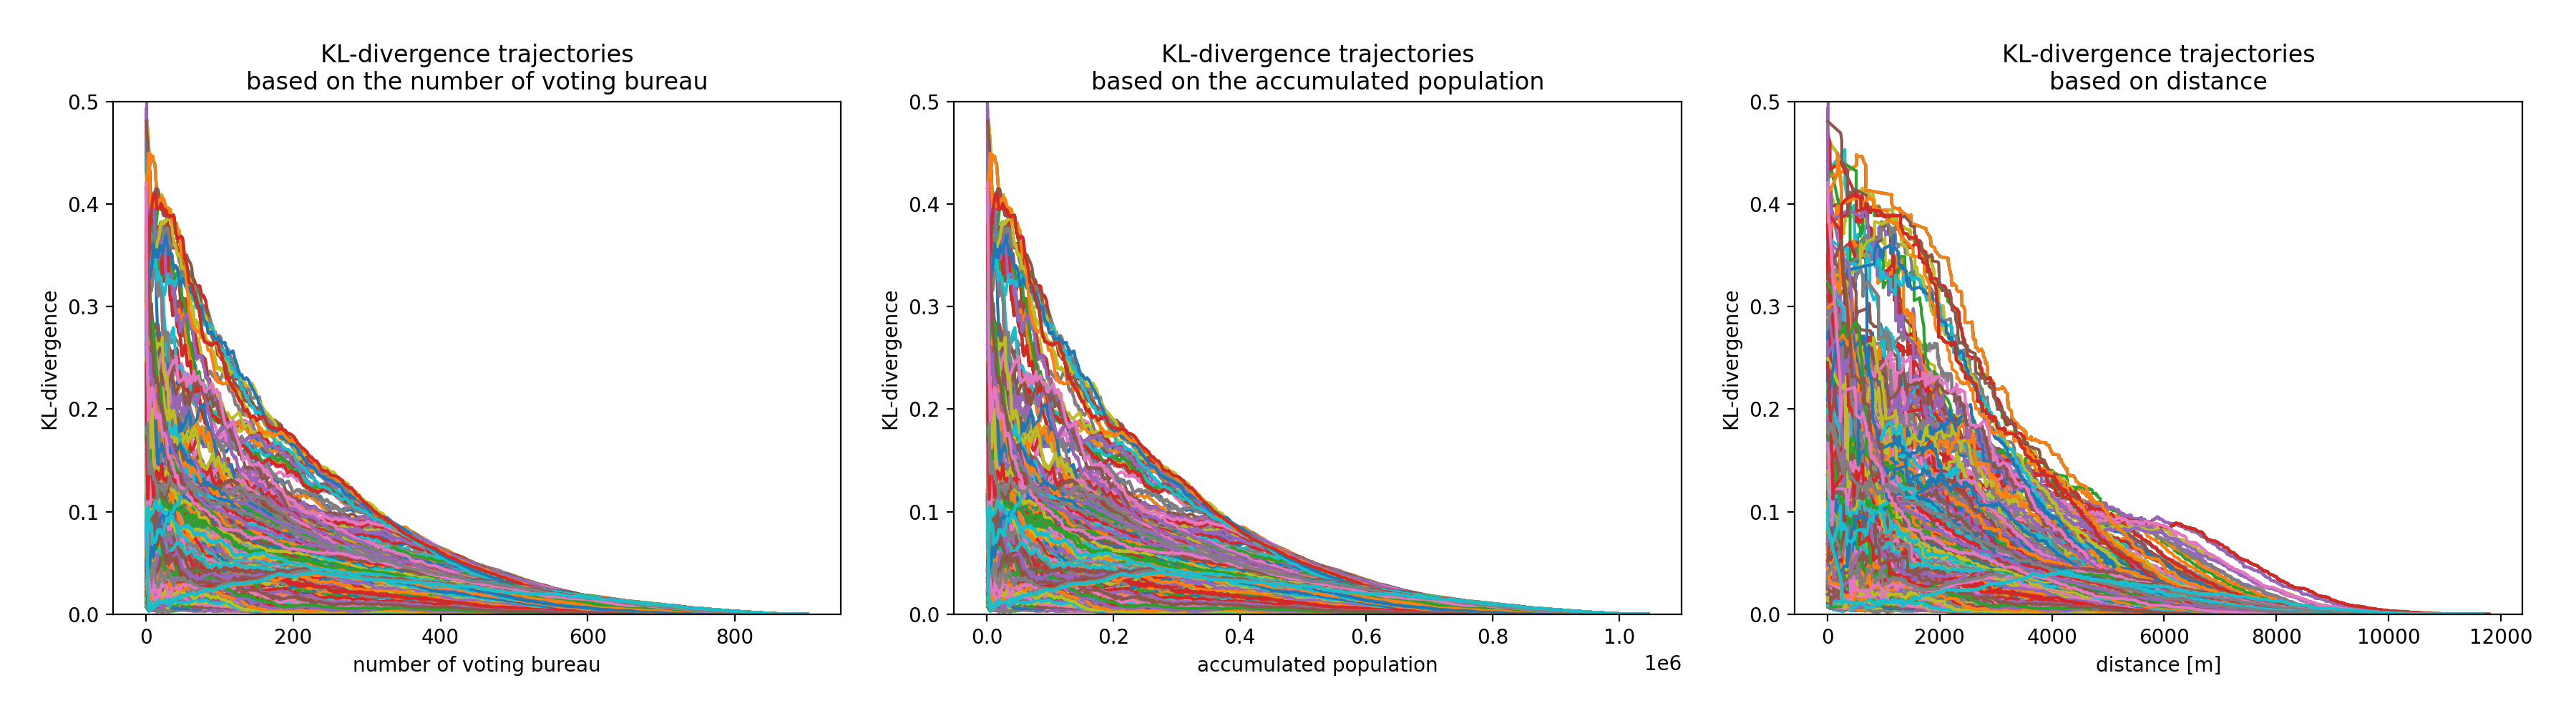 KL-divergence trajectories
based on the number of voting bureau
KL-divergence
0.5
0.4
0.3
0.2
0.1
0.0
0 200 400 600 800
number of voting bureau
KL-divergence trajectories
based on the accumulated population
KL-divergence
0.5
0.4
0.3
0.2
0.1
0.0
0.0 0.2 0.4 0.6 0.8 1.0
1e6
accumulated population
KL-divergence trajectories
based on distance
KL-divergence
0.5
0.4
0.3
0.2
0.1
0.0
0 2000 4000 6000 8000 10000 12000
distance [m]